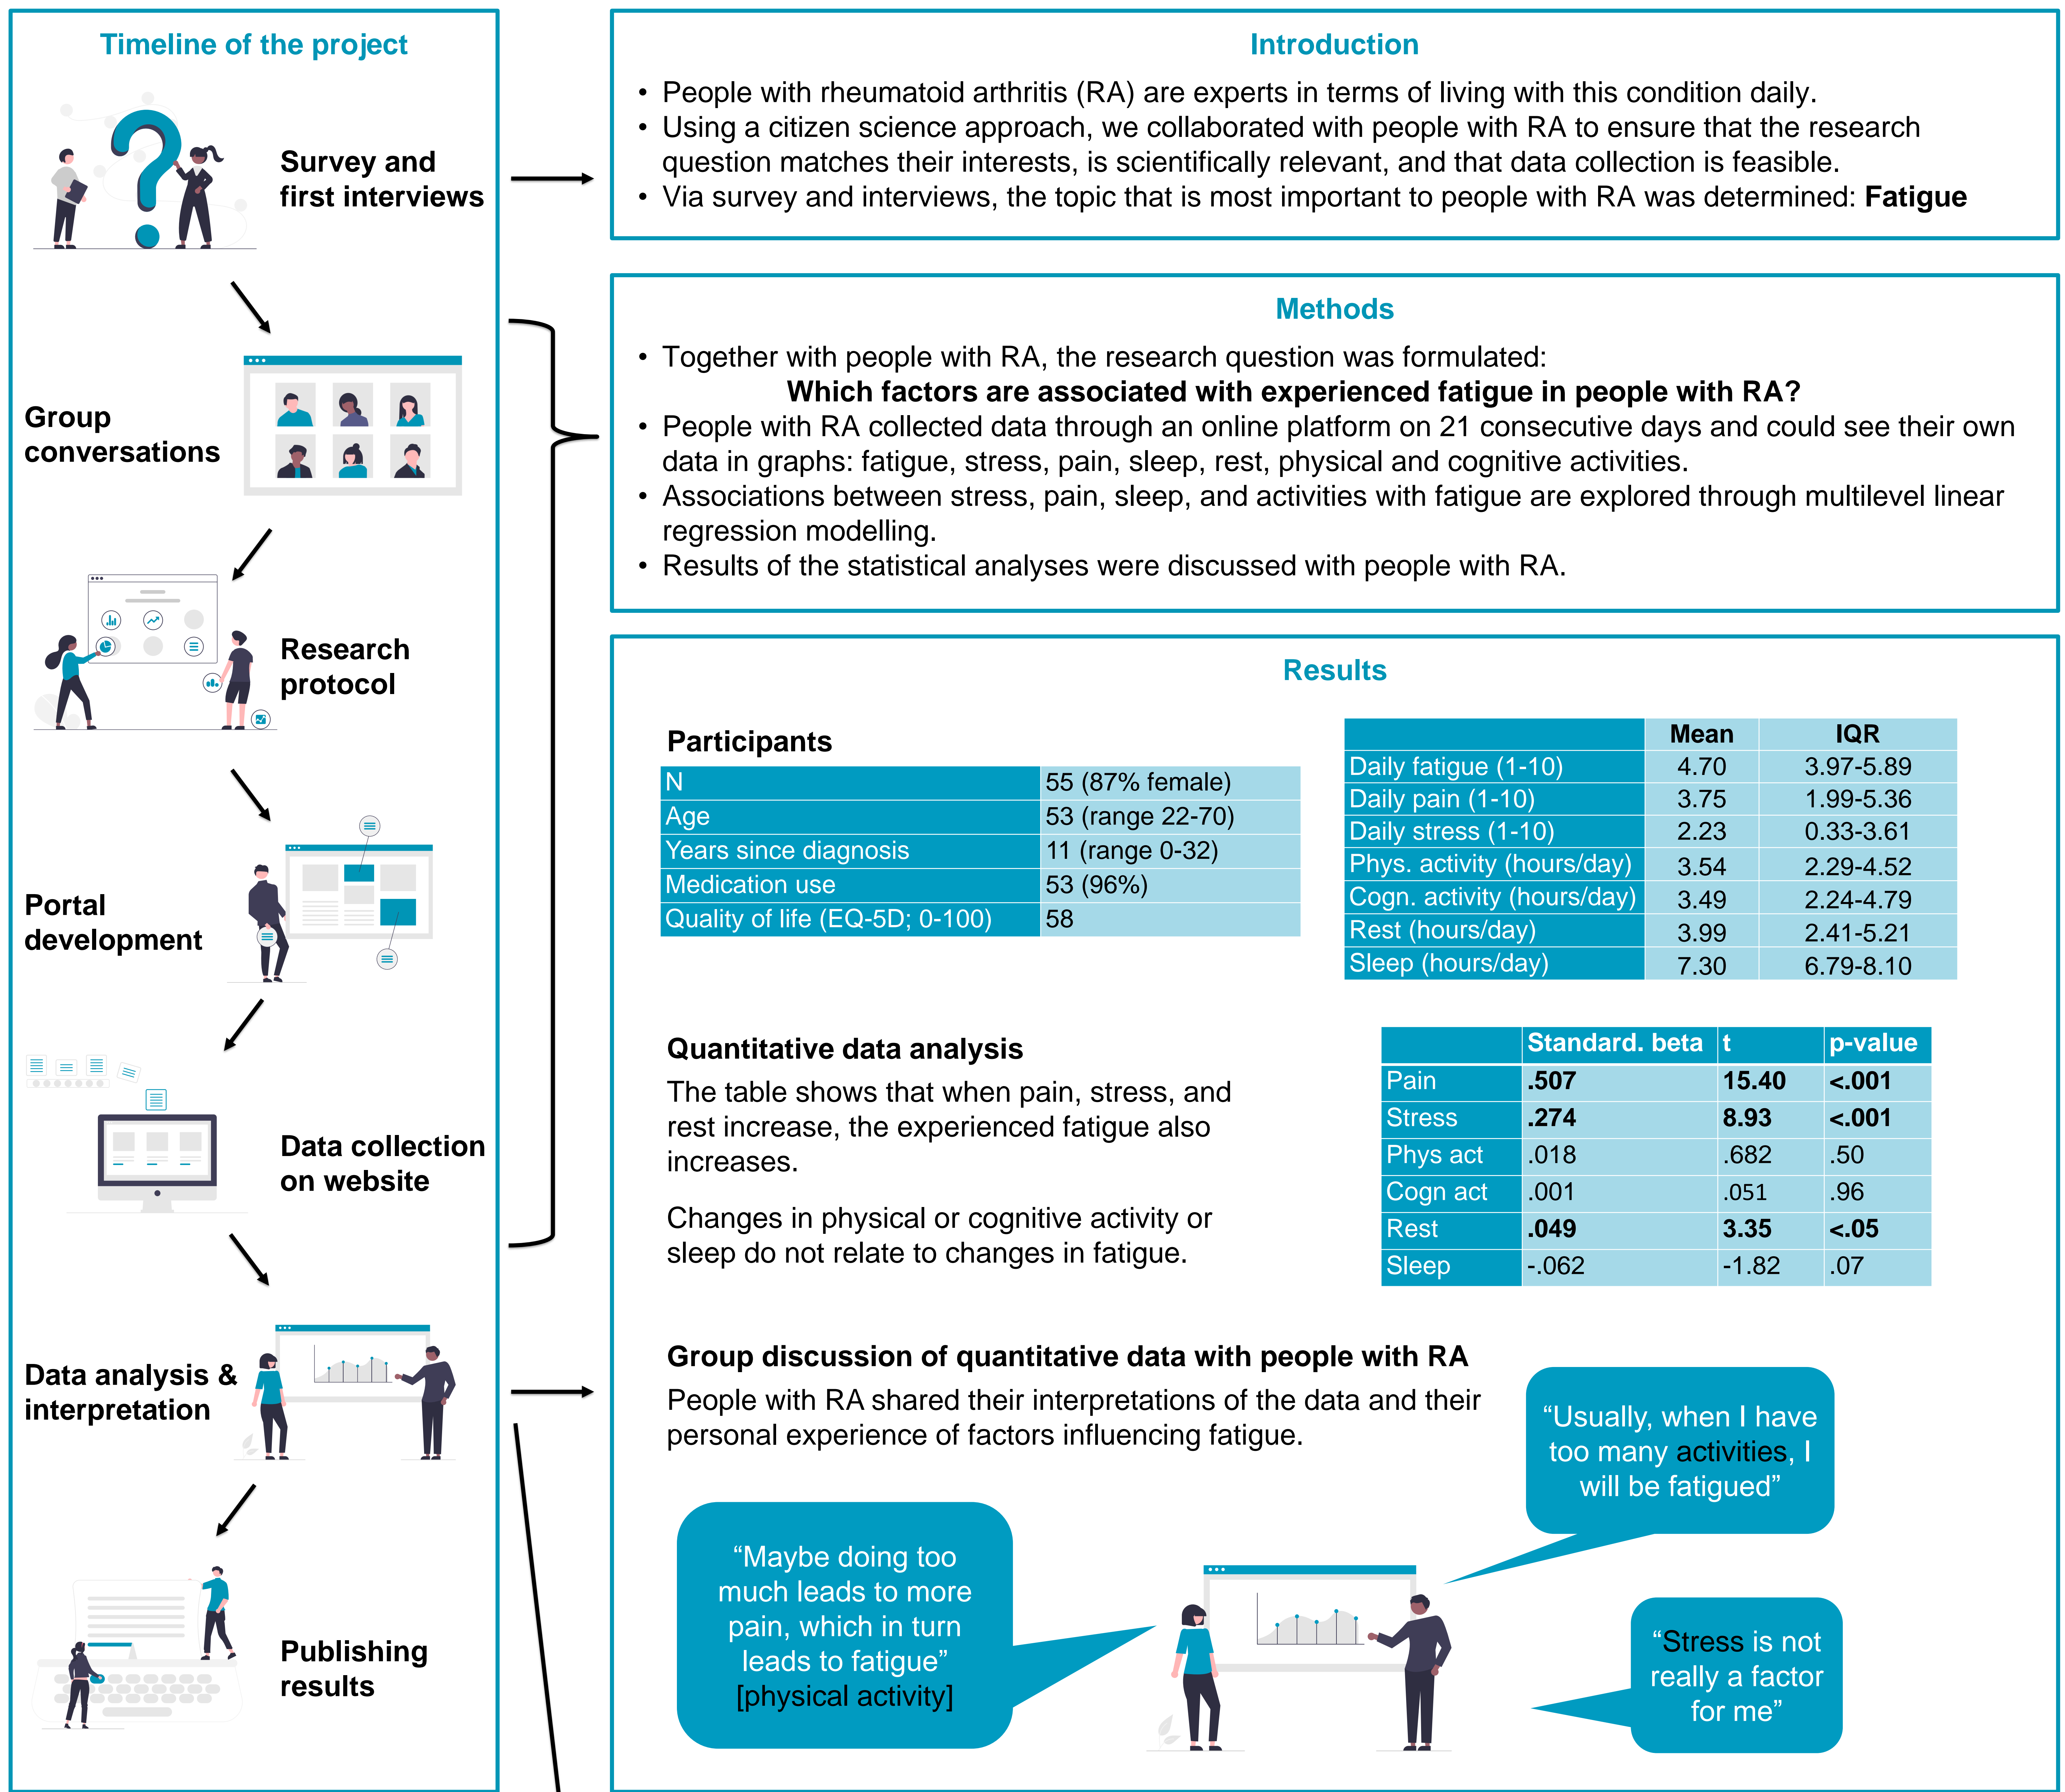 Timeline of the project
Survey and
first interviews
Group
conversations
Research
protocol
Portal
development
Data collection
on website
Data analysis &
interpretation
Publishing
results
Introduction
• People with rheumatoid arthritis (RA) are experts in terms of living with this condition daily.
• Using a citizen science approach, we collaborated with people with RA to ensure that the research
question matches their interests, is scientifically relevant, and that data collection is feasible.
• Via survey and interviews, the topic that is most important to people with RA was determined: Fatigue
Methods
• Together with people with RA, the research question was formulated:
Which factors are associated with experienced fatigue in people with RA?
• People with RA collected data through an online platform on 21 consecutive days and could see their own
data in graphs: fatigue, stress, pain, sleep, rest, physical and cognitive activities.
• Associations between stress, pain, sleep, and activities with fatigue are explored through multilevel linear
regression modelling.
• Results of the statistical analyses were discussed with people with RA.
Results
Participants
N 55 (87% female)
Age 53 (range 22-70)
Years since diagnosis 11 (range 0-32)
Medication use 53 (96%)
Quality of life (EQ-5D; 0-100) 58
Mean IQR
Daily fatigue (1-10) 4.70 3.97-5.89
Daily pain (1-10) 3.75 1.99-5.36
Daily stress (1-10) 2.23 0.33-3.61
Phys. activity (hours/day) 3.54 2.29-4.52
Cogn. activity (hours/day) 3.49 2.24-4.79
Rest (hours/day) 3.99 2.41-5.21
Sleep (hours/day) 7.30 6.79-8.10
Quantitative data analysis
The table shows that when pain, stress, and
rest increase, the experienced fatigue also
increases.
Changes in physical or cognitive activity or
sleep do not relate to changes in fatigue.
Standard. beta t p-value
Pain .507 15.40 <.001
Stress .274 8.93 <.001
Phys act .018 .682 .50
Cogn act .001 .051 .96
Rest .049 3.35 <.05
Sleep -.062 -1.82 .07
Group discussion of quantitative data with people with RA
People with RA shared their interpretations of the data and their
personal experience of factors influencing fatigue.
“Usually, when I have
too many activities, I
will be fatigued”
“Maybe doing too
much leads to more
pain, which in turn
leads to fatigue”
[physical activity]
“Stress is not
really a factor
for me”